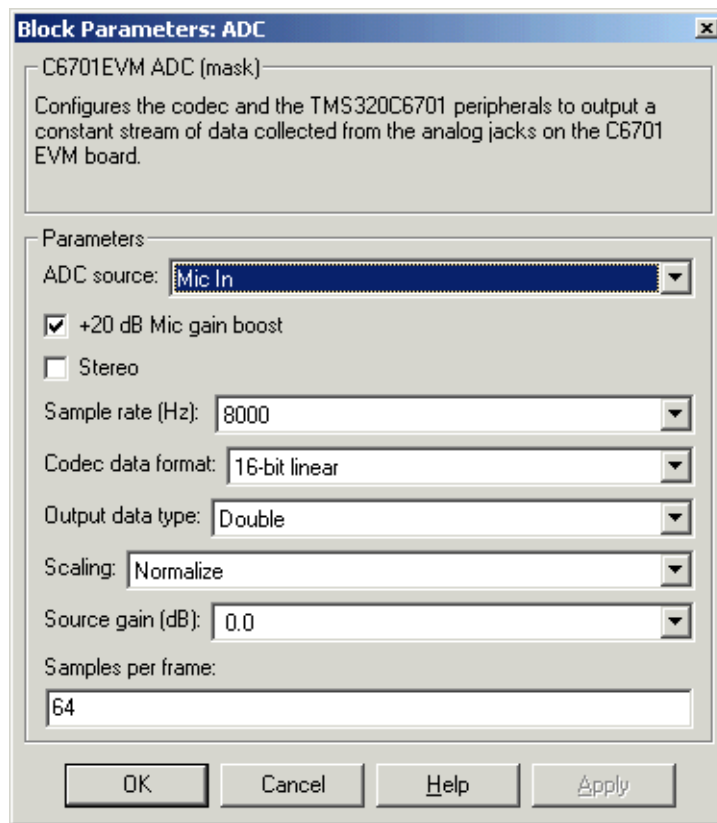 Block Parameters: ADC
C6701EVM ADC (mask)
Configures the codec and the TMS320C6701 peripherals to output a
constant stream of data collected from the analog jacks on the C6701
EVM board.
Parameters
ADC source: Mic In
+20 dB Mic gain boost
Stereo
Sample rate (Hz): 8000
Codec data format: 16-bit linear
Output data type: Double
Scaling: Normalize
Source gain (dB): 0.0
Samples per frame:
64
OK Cancel Help Apply